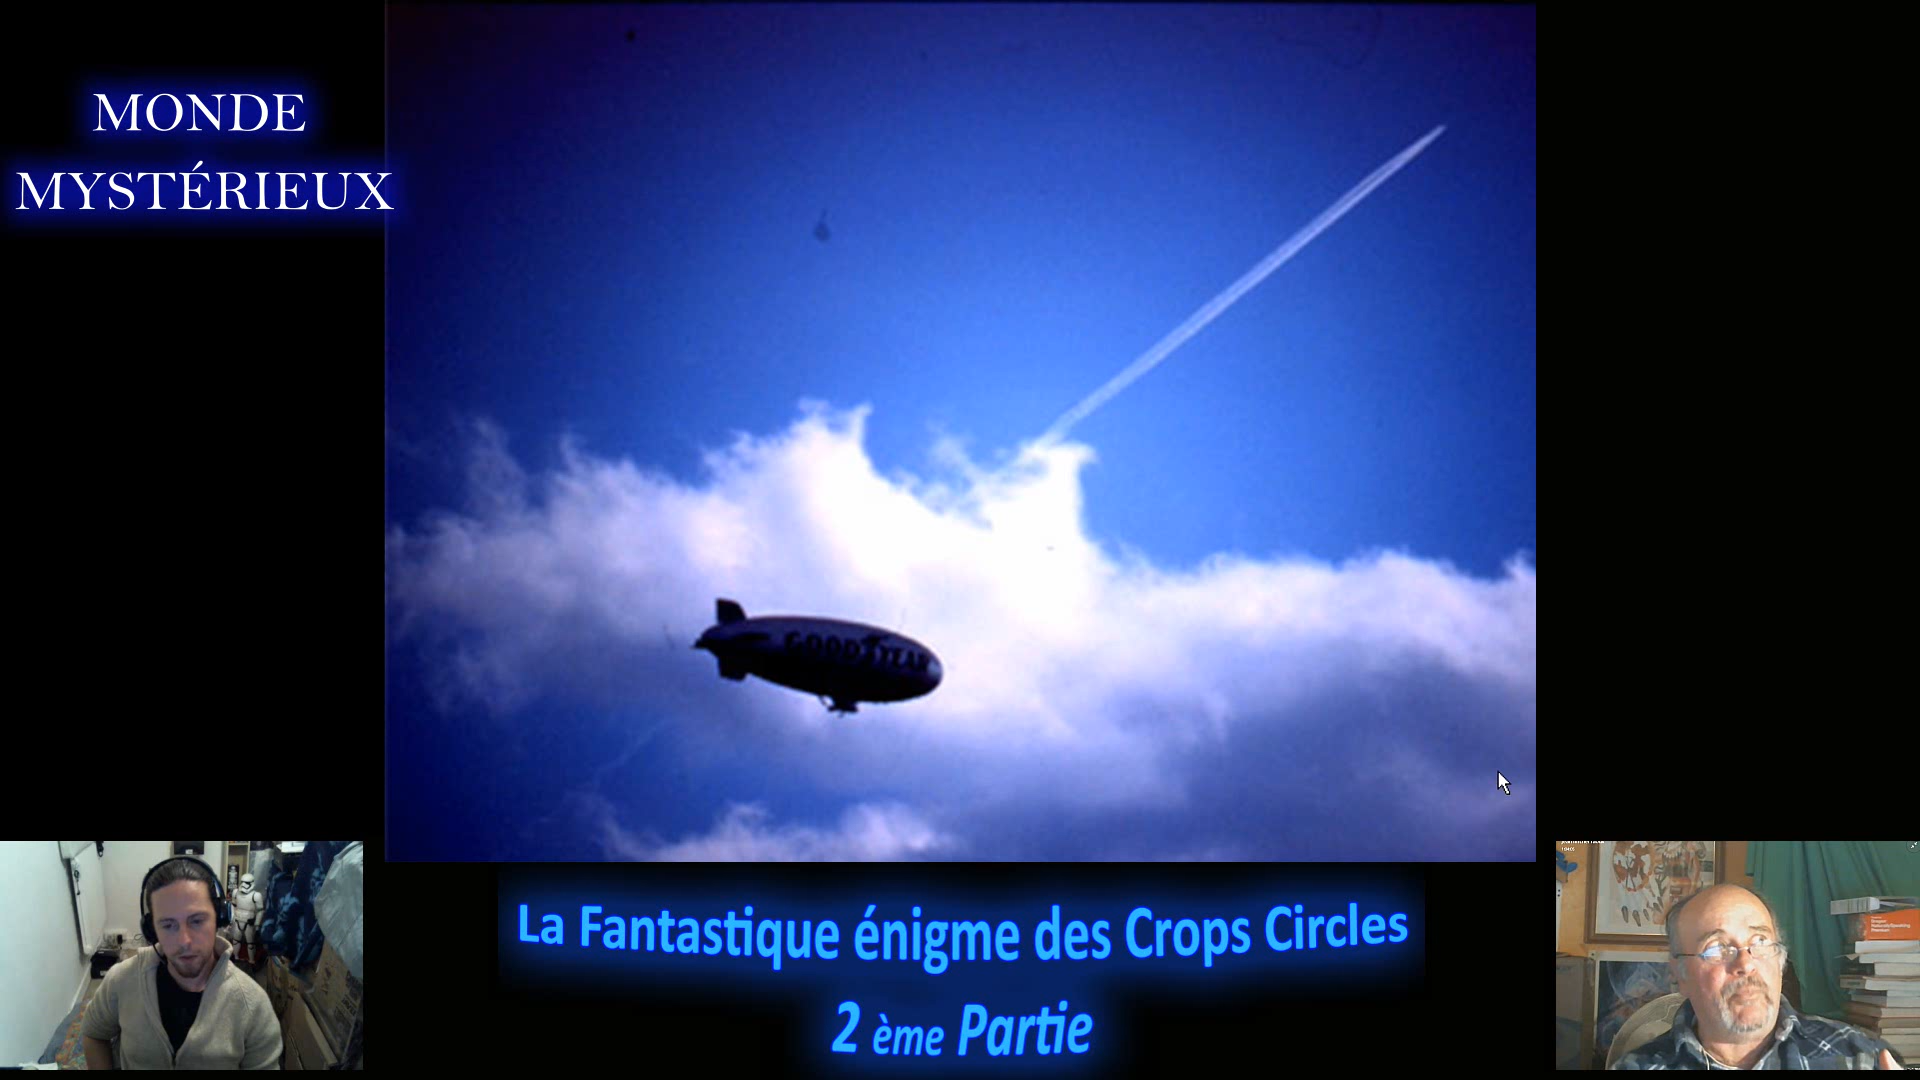 MONDE
MYSTÉRIEUX
GOODYEAR
La Fantastique énigme des Crops Circles
2 ème Partie